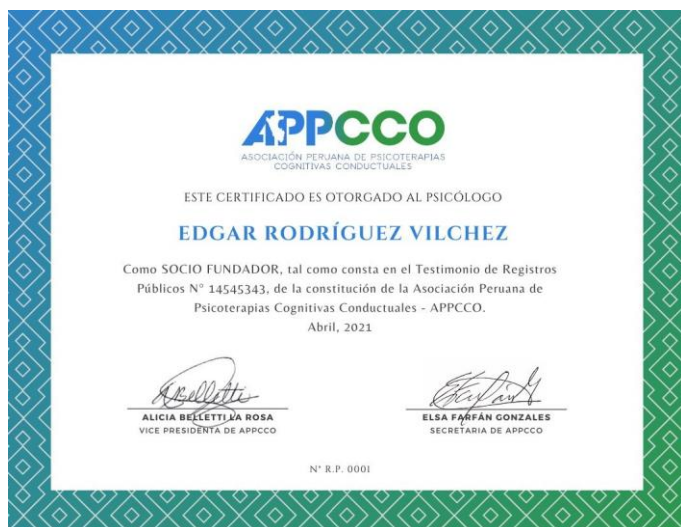 APPCCO
ASOCIACIÓN PERUANA DE PSICOTERAPIAS
COGNITIVAS CONDUCTUALES
ESTE CERTIFICADO ES OTORGADO AL PSICÓLOGO
EDGAR RODRÍGUEZ VILCHEZ
Como SOCIO FUNDADOR, tal como consta en el Testimonio de Registros
Públicos N° 14545343, de la constitución de la Asociación Peruana de
Psicoterapias Cognitivas Conductuales - APPCCO.
Abril, 2021
ABelletti
ALICIA BELLETTI LA ROSA
VICE PRESIDENTA DE APPCCO
ELSA FARFÁN GONZALES
SECRETARIA DE APPCCO
N° R.P. 0001